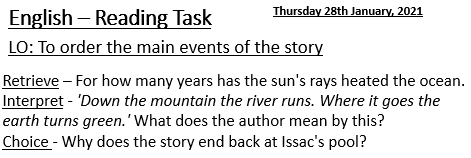 English – Reading Task
Thursday 28th January, 2021
LO: To order the main events of the story
Retrieve – For how many years has the sun's rays heated the ocean.
Interpret - 'Down the mountain the river runs. Where it goes the
earth turns green.' What does the author mean by this?
Choice - Why does the story end back at Issac's pool?